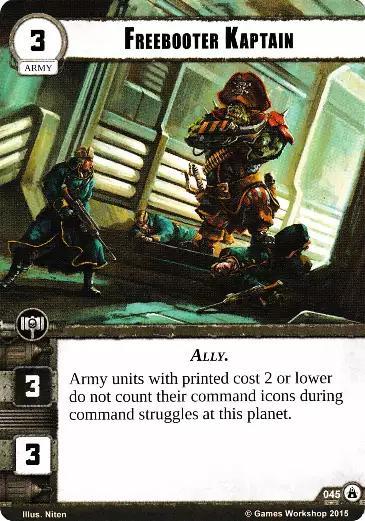 3
FREEBOOTER KAPTAIN
ARMY
ALLY.
Army units with printed cost 2 or lower
do not count their command icons during
command struggles at this planet.
3
3
045
Illus. Niten
© Games Workshop 2015